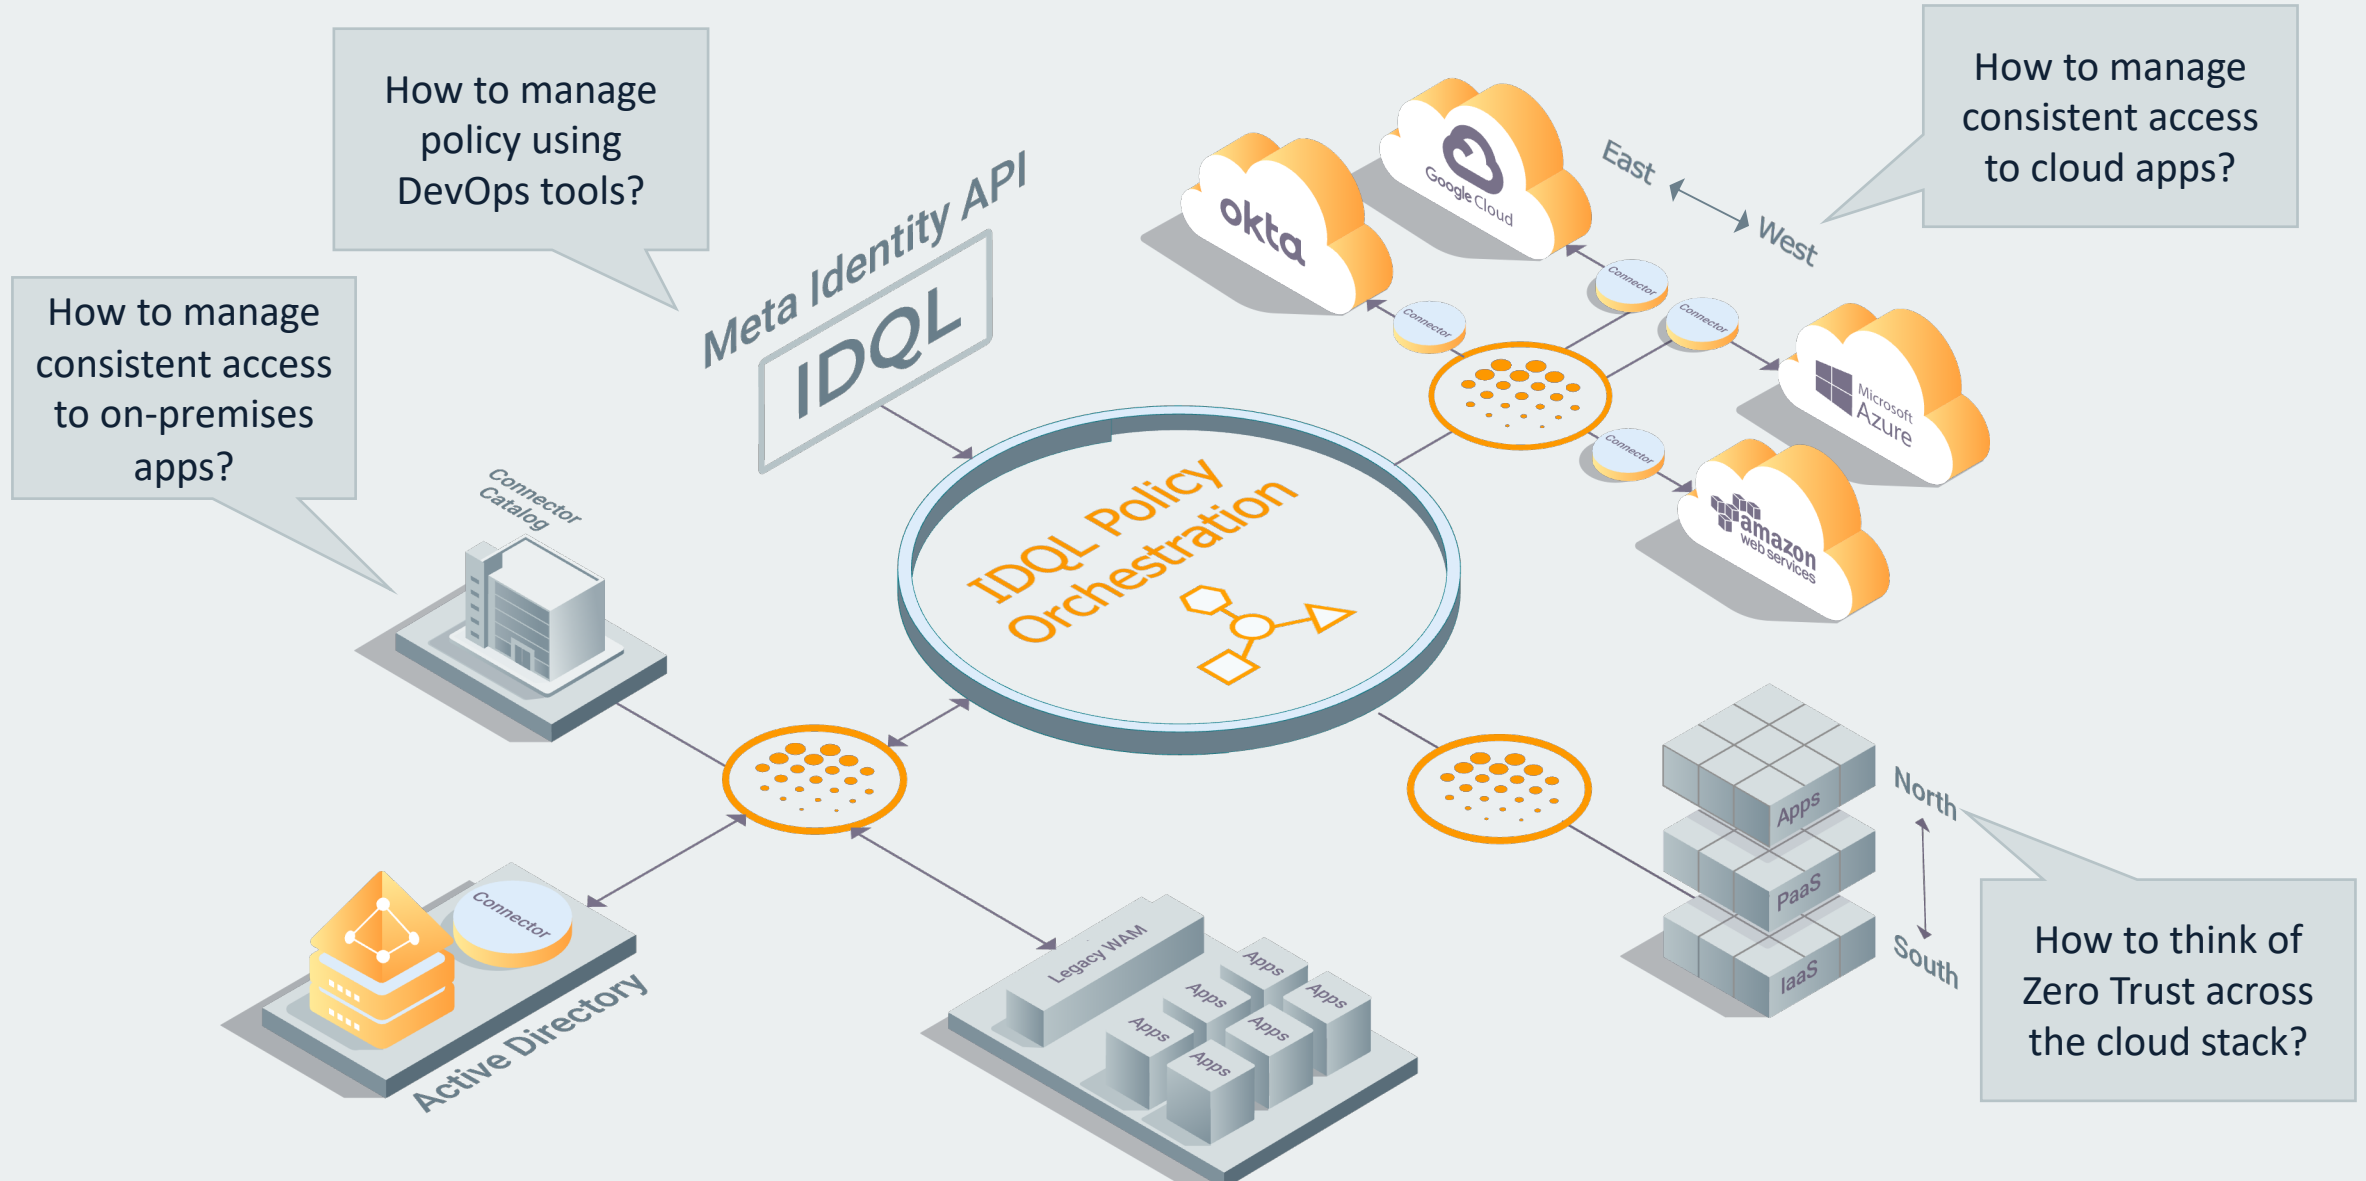 How to manage
policy using
DevOps tools?
How to manage
consistent access
to cloud apps?
How to manage
consistent access
to on-premises
apps?
Meta Identity API
IDQL
okta
Google Cloud
East
West
Connector
Connector
Connector
Connector
Microsoft
Azure
amazon
web services
Connector
Catalog
IDQL Policy
Orchestration
Apps
PaaS
IaaS
North
South
How to think of
Zero Trust across
the cloud stack?
Connector
Active Directory
Legacy WAM
Apps
Apps
Apps
Apps
Apps
Apps